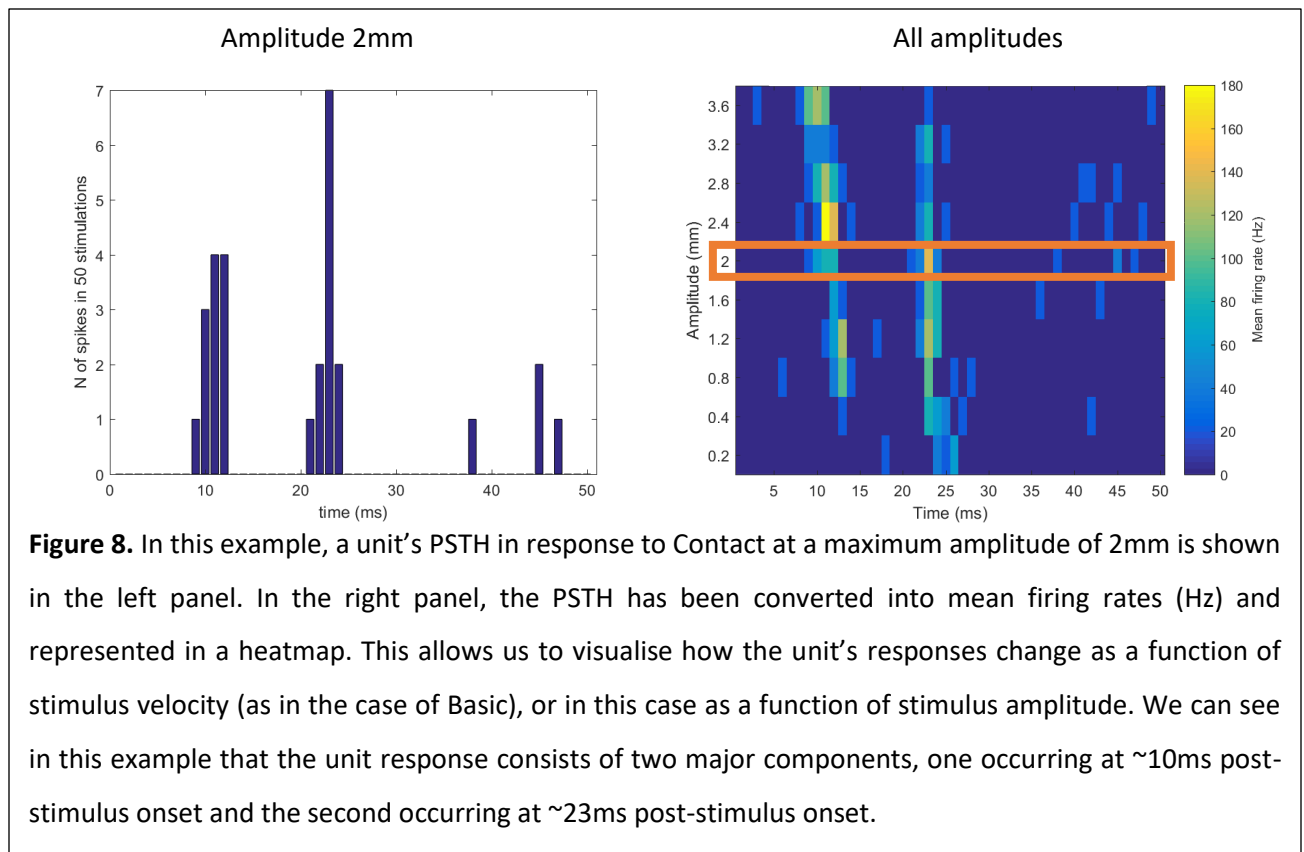 Amplitude 2mm
All amplitudes
7
6
5
4
3
2
1
0
N of spikes in 50 stimulations
0 10 20 30 40 50
time (ms)
3.6
3.2
2.8
2.4
2
1.6
1.2
0.8
0.4
0.2
Amplitude (mm)
5 10 15 20 25 30 35 40 45 50
Time (ms)
180
160
140
120
100
80
60
40
20
0
Mean firing rate (Hz)
Figure 8. In this example, a unit’s PSTH in response to Contact at a maximum amplitude of 2mm is shown
in the left panel. In the right panel, the PSTH has been converted into mean firing rates (Hz) and
represented in a heatmap. This allows us to visualise how the unit’s responses change as a function of
stimulus velocity (as in the case of Basic), or in this case as a function of stimulus amplitude. We can see
in this example that the unit response consists of two major components, one occurring at ~10ms post-
stimulus onset and the second occurring at ~23ms post-stimulus onset.